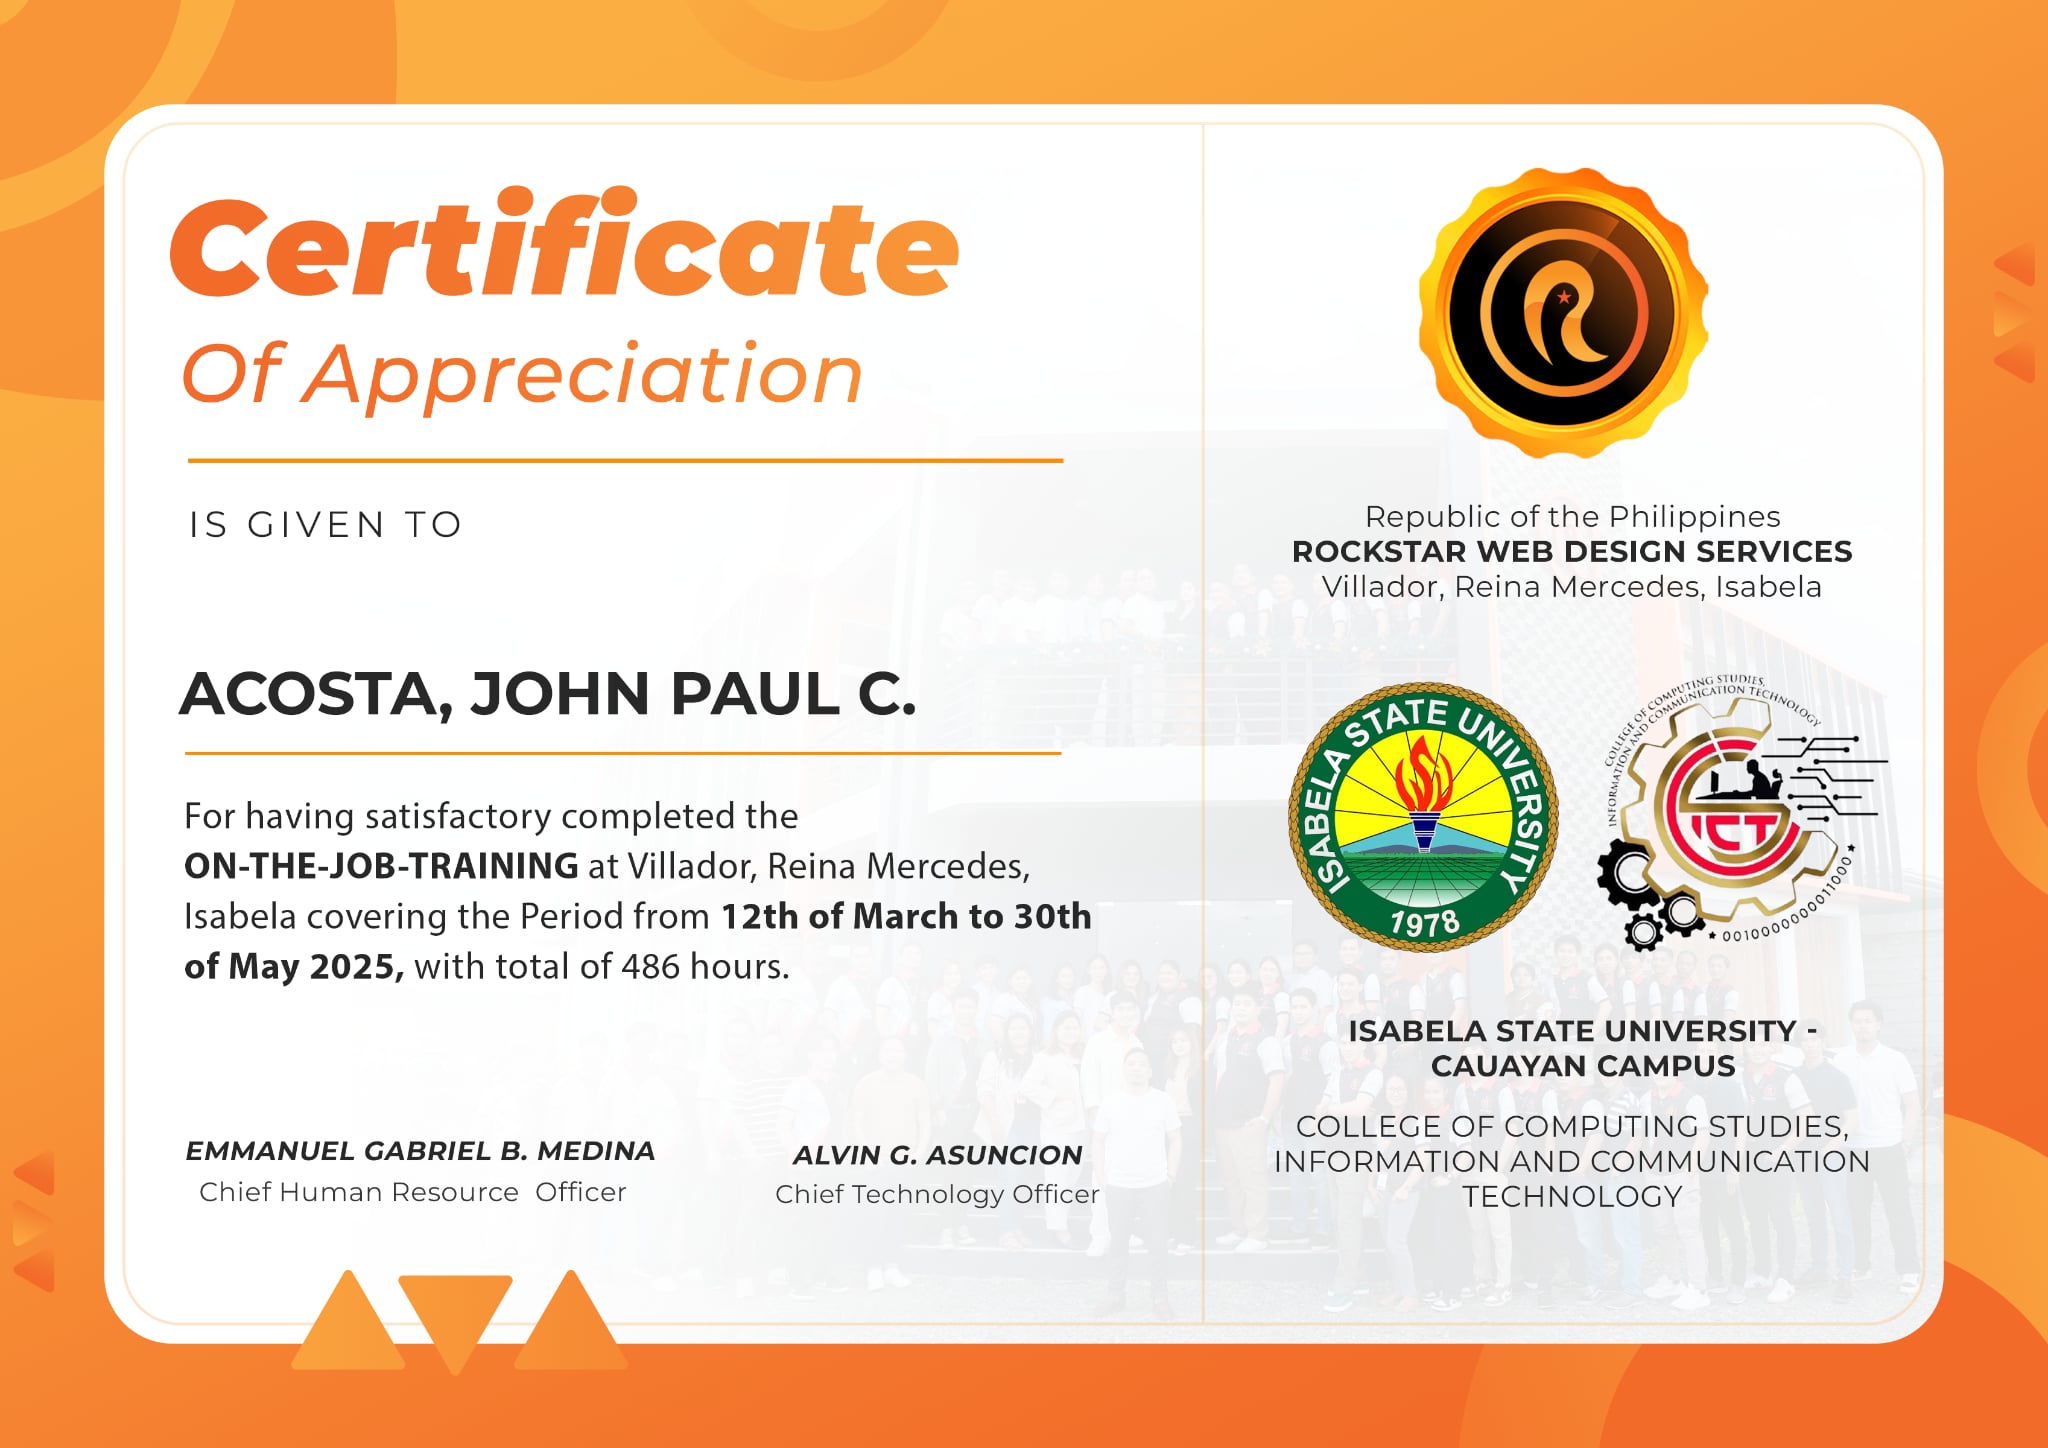 Certificate
Of Appreciation
IS GIVEN TO
ACOSTA, JOHN PAUL C.
For having satisfactory completed the
ON-THE-JOB-TRAINING at Villador, Reina Mercedes,
Isabela covering the Period from 12th of March to 30th
of May 2025, with total of 486 hours.
EMMANUEL GABRIEL B. MEDINA
Chief Human Resource Officer
ALVIN G. ASUNCION
Chief Technology Officer
Republic of the Philippines
ROCKSTAR WEB DESIGN SERVICES
Villador, Reina Mercedes, Isabela
ISABELA STATE UNIVERSITY
1978
COLLEGE OF COMPUTING STUDIES,
INFORMATION AND COMMUNICATION TECHNOLOGY
ICT
ISABELA STATE UNIVERSITY -
CAUAYAN CAMPUS
COLLEGE OF COMPUTING STUDIES,
INFORMATION AND COMMUNICATION
TECHNOLOGY